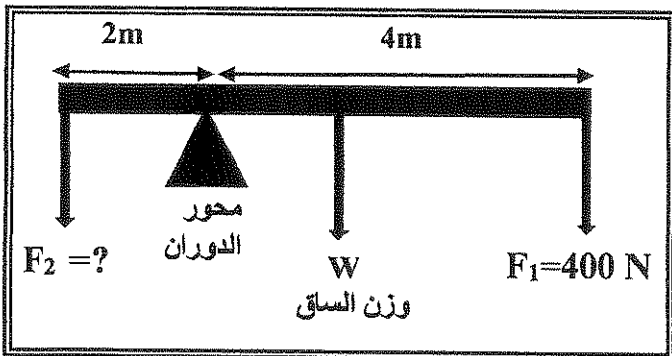 2m 4m
محور
الدوران
F₂ =? W F₁=400 N
وزن الساق